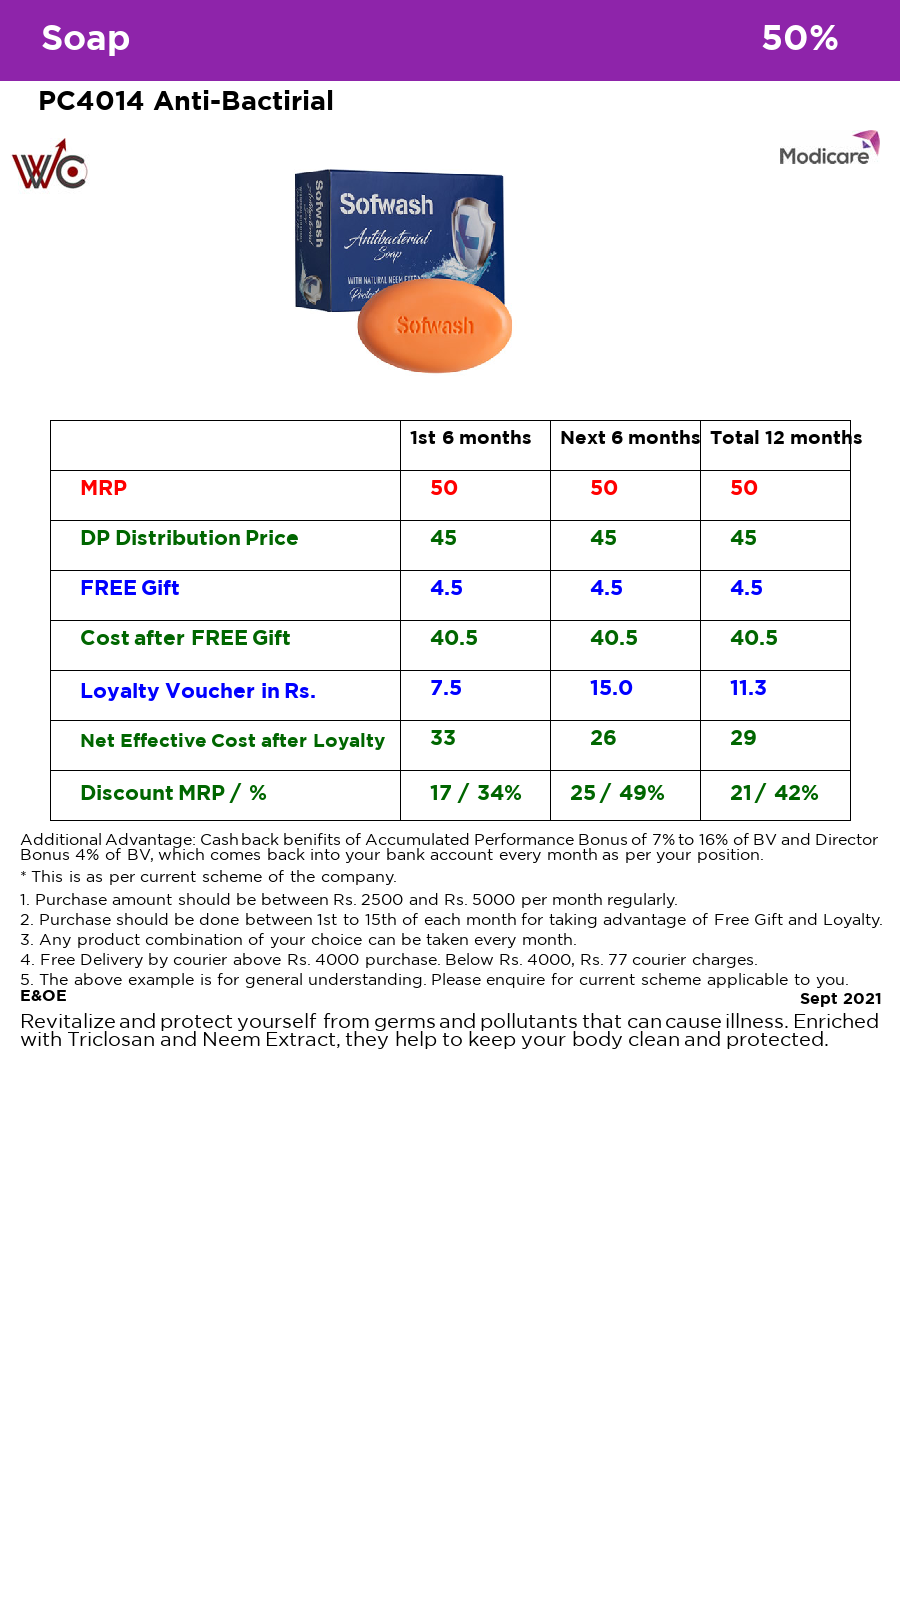 Soap 50%
PC4014 Anti-Bactirial
WC
Modicare
Sofwash
Sofwash
Antibacterial
Soap
WITH NATURAL NEEM
Sofwash
1st 6 months Next 6 months Total 12 months
MRP 50 50 50
DP Distribution Price 45 45 45
FREE Gift 4.5 4.5 4.5
Cost after FREE Gift 40.5 40.5 40.5
Loyalty Voucher in Rs. 7.5 15.0 11.3
Net Effective Cost after Loyalty 33 26 29
Discount MRP / % 17 / 34% 25 / 49% 21 / 42%
Additional Advantage: Cash back benifits of Accumulated Performance Bonus of 7% to 16% of BV and Director
Bonus 4% of BV, which comes back into your bank account every month as per your position.
* This is as per current scheme of the company.
1. Purchase amount should be between Rs. 2500 and Rs. 5000 per month regularly.
2. Purchase should be done between 1st to 15th of each month for taking advantage of Free Gift and Loyalty.
3. Any product combination of your choice can be taken every month.
4. Free Delivery by courier above Rs. 4000 purchase. Below Rs. 4000, Rs. 77 courier charges.
5. The above example is for general understanding. Please enquire for current scheme applicable to you.
E&OE
Sept 2021
Revitalize and protect yourself from germs and pollutants that can cause illness. Enriched
with Triclosan and Neem Extract, they help to keep your body clean and protected.